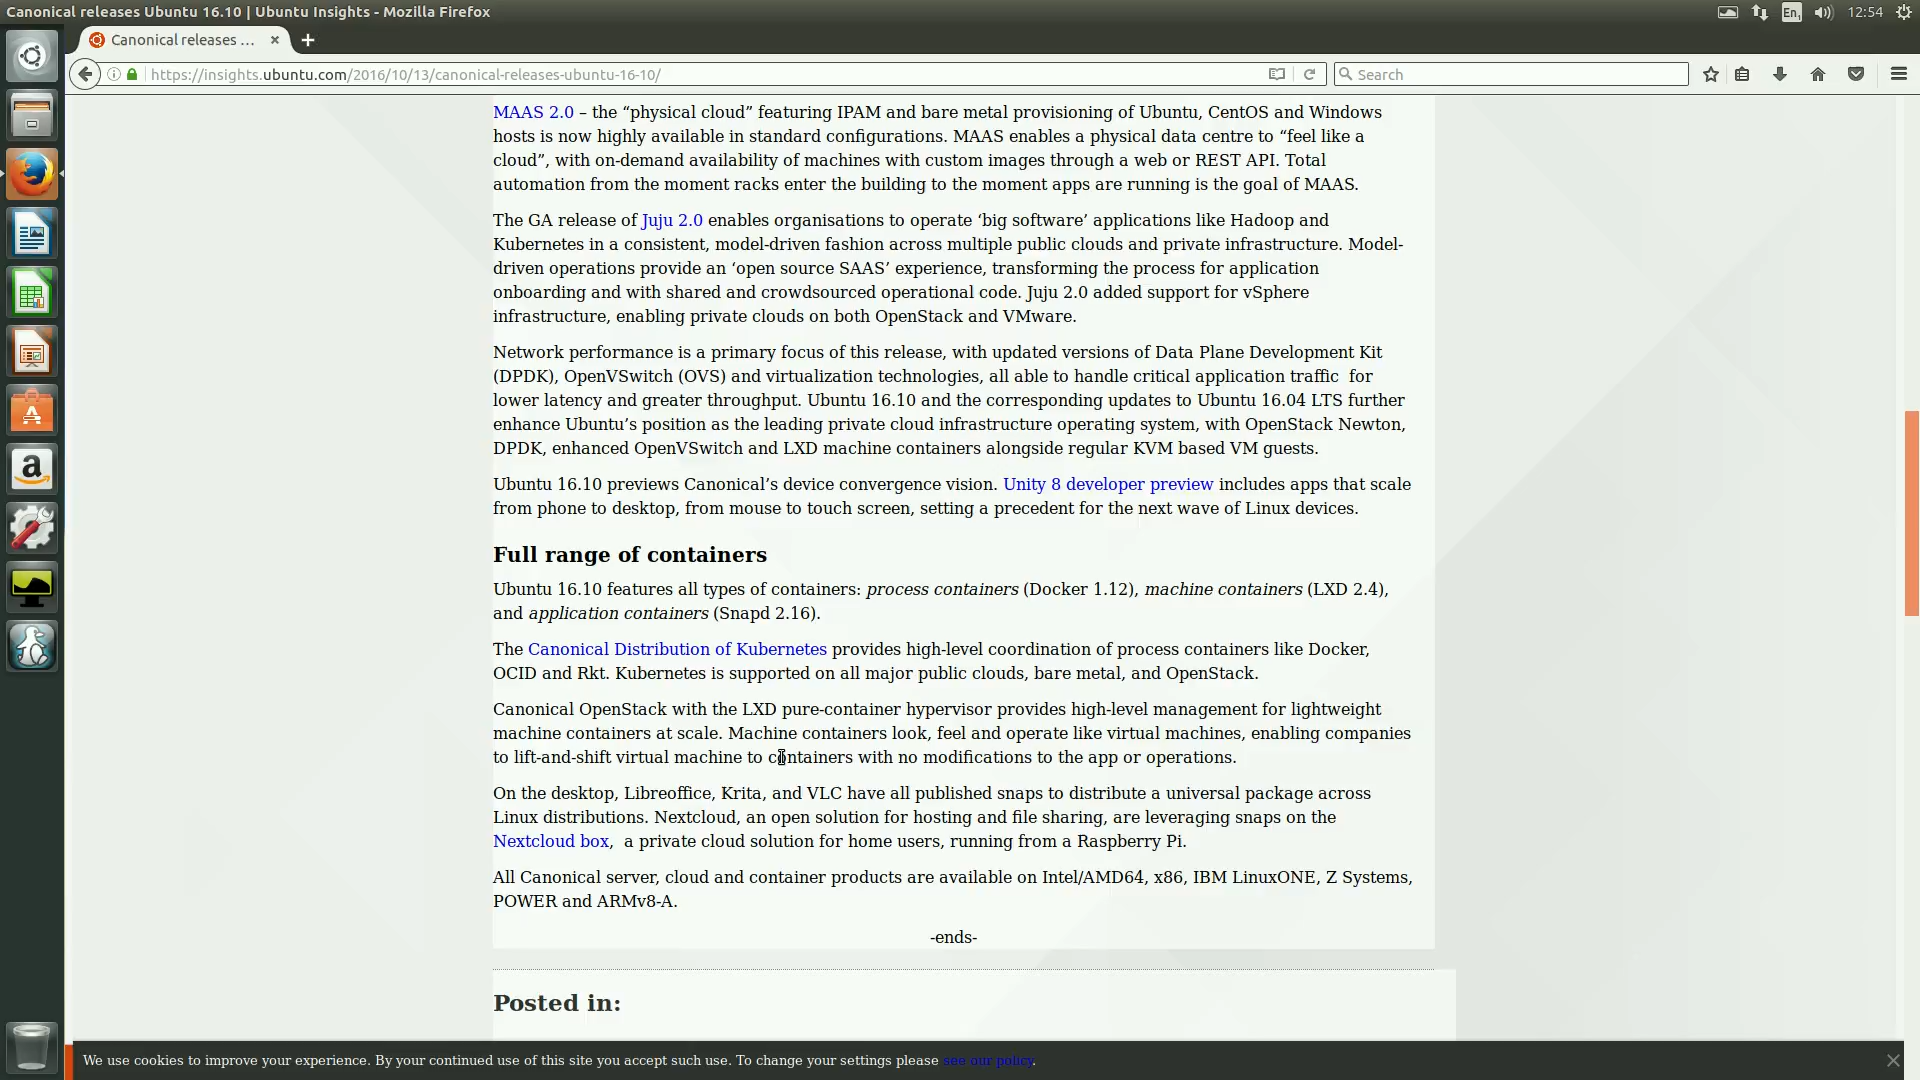 Canonical releases Ubuntu 16.10 | Ubuntu Insights - Mozilla Firefox
En1
12:54
Canonical releases ...
https://insights.ubuntu.com/2016/10/13/canonical-releases-ubuntu-16-10/
Search
MAAS 2.0 – the “physical cloud” featuring IPAM and bare metal provisioning of Ubuntu, CentOS and Windows
hosts is now highly available in standard configurations. MAAS enables a physical data centre to “feel like a
cloud”, with on-demand availability of machines with custom images through a web or REST API. Total
automation from the moment racks enter the building to the moment apps are running is the goal of MAAS.
The GA release of Juju 2.0 enables organisations to operate ‘big software’ applications like Hadoop and
Kubernetes in a consistent, model-driven fashion across multiple public clouds and private infrastructure. Model-
driven operations provide an ‘open source SAAS’ experience, transforming the process for application
onboarding and with shared and crowdsourced operational code. Juju 2.0 added support for vSphere
infrastructure, enabling private clouds on both OpenStack and VMware.
Network performance is a primary focus of this release, with updated versions of Data Plane Development Kit
(DPDK), OpenVSwitch (OVS) and virtualization technologies, all able to handle critical application traffic  for
lower latency and greater throughput. Ubuntu 16.10 and the corresponding updates to Ubuntu 16.04 LTS further
enhance Ubuntu’s position as the leading private cloud infrastructure operating system, with OpenStack Newton,
DPDK, enhanced OpenVSwitch and LXD machine containers alongside regular KVM based VM guests.
Ubuntu 16.10 previews Canonical’s device convergence vision. Unity 8 developer preview includes apps that scale
from phone to desktop, from mouse to touch screen, setting a precedent for the next wave of Linux devices.
Full range of containers
Ubuntu 16.10 features all types of containers: process containers (Docker 1.12), machine containers (LXD 2.4),
and application containers (Snapd 2.16).
The Canonical Distribution of Kubernetes provides high-level coordination of process containers like Docker,
OCID and Rkt. Kubernetes is supported on all major public clouds, bare metal, and OpenStack.
Canonical OpenStack with the LXD pure-container hypervisor provides high-level management for lightweight
machine containers at scale. Machine containers look, feel and operate like virtual machines, enabling companies
to lift-and-shift virtual machine to containers with no modifications to the app or operations.
On the desktop, Libreoffice, Krita, and VLC have all published snaps to distribute a universal package across
Linux distributions. Nextcloud, an open solution for hosting and file sharing, are leveraging snaps on the
Nextcloud box,  a private cloud solution for home users, running from a Raspberry Pi.
All Canonical server, cloud and container products are available on Intel/AMD64, x86, IBM LinuxONE, Z Systems,
POWER and ARMv8-A.
-ends-
Posted in:
We use cookies to improve your experience. By your continued use of this site you accept such use. To change your settings please see our policy.